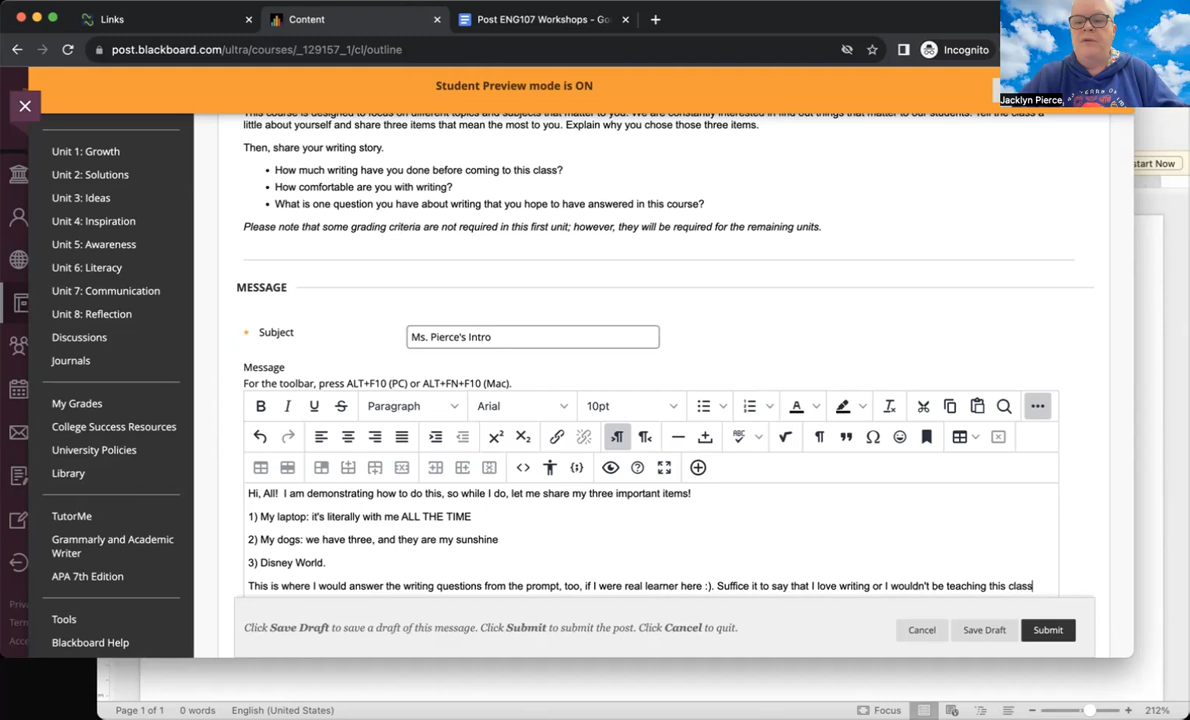 Links
Content
Post ENG107 Workshops - Go
post.blackboard.com/ultra/courses/_129157_1/cl/outline
Incognito
Jacklyn Pierce,
Student Preview mode is ON
start Now
This course is designed to focus on different topics and subjects that matter to you. We are constantly interested in find out things that matter to our students. Tell the class a
little about yourself and share three items that mean the most to you. Explain why you chose those three items.
Then, share your writing story.
• How much writing have you done before coming to this class?
• How comfortable are you with writing?
• What is one question you have about writing that you hope to have answered in this course?
Please note that some grading criteria are not required in this first unit; however, they will be required for the remaining units.
Unit 1: Growth
Unit 2: Solutions
Unit 3: Ideas
Unit 4: Inspiration
Unit 5: Awareness
Unit 6: Literacy
Unit 7: Communication
Unit 8: Reflection
Discussions
Journals
My Grades
College Success Resources
University Policies
Library
TutorMe
Grammarly and Academic
Writer
APA 7th Edition
Tools
Blackboard Help
Priva
Term
Acce
MESSAGE
* Subject
Ms. Pierce's Intro
Message
For the toolbar, press ALT+F10 (PC) or ALT+FN+F10 (Mac).
B I U S Paragraph Arial 10pt
Hi, All! I am demonstrating how to do this, so while I do, let me share my three important items!
1) My laptop: it's literally with me ALL THE TIME
2) My dogs: we have three, and they are my sunshine
3) Disney World.
This is where I would answer the writing questions from the prompt, too, if I were real learner here :). Suffice it to say that I love writing or I wouldn't be teaching this class
Click Save Draft to save a draft of this message. Click Submit to submit the post. Click Cancel to quit.
Cancel
Save Draft
Submit
Page 1 of 1
0 words
English (United States)
Focus
212%